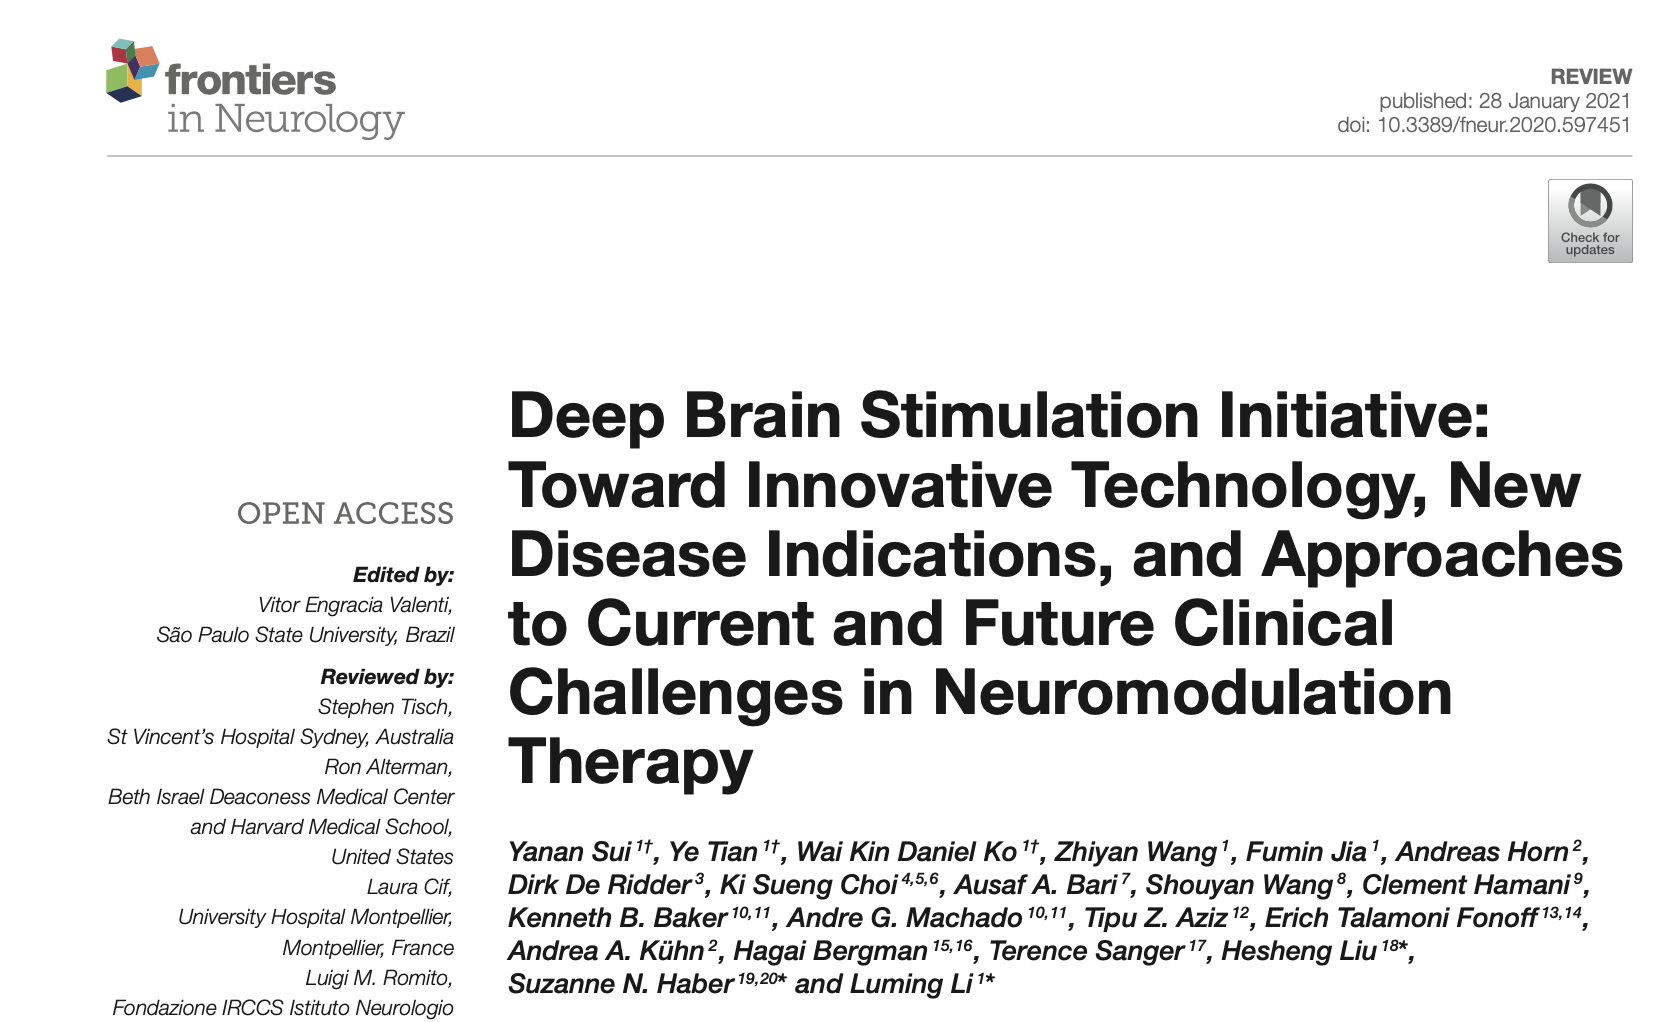 frontiers
in Neurology
REVIEW
published: 28 January 2021
doi: 10.3389/fneur.2020.597451
Check for
updates
Deep Brain Stimulation Initiative:
Toward Innovative Technology, New
Disease Indications, and Approaches
to Current and Future Clinical
Challenges in Neuromodulation
Therapy
Yanan Sui 1†, Ye Tian 1†, Wai Kin Daniel Ko 1†, Zhiyan Wang 1, Fumin Jia 1, Andreas Horn 2,
Dirk De Ridder 3, Ki Sueng Choi 4,5,6, Ausaf A. Bari 7, Shouyan Wang 8, Clement Hamani 9,
Kenneth B. Baker 10,11, Andre G. Machado 10,11, Tipu Z. Aziz 12, Erich Talamoni Fonoff 13,14,
Andrea A. Kühn 2, Hagai Bergman 15,16, Terence Sanger 17, Hesheng Liu 18*,
Suzanne N. Haber 19,20* and Luming Li 1*
OPEN ACCESS
Edited by:
Vitor Engracia Valenti,
São Paulo State University, Brazil
Reviewed by:
Stephen Tisch,
St Vincent's Hospital Sydney, Australia
Ron Alterman,
Beth Israel Deaconess Medical Center
and Harvard Medical School,
United States
Laura Cif,
University Hospital Montpellier,
Montpellier, France
Luigi M. Romito,
Fondazione IRCCS Istituto Neurologio